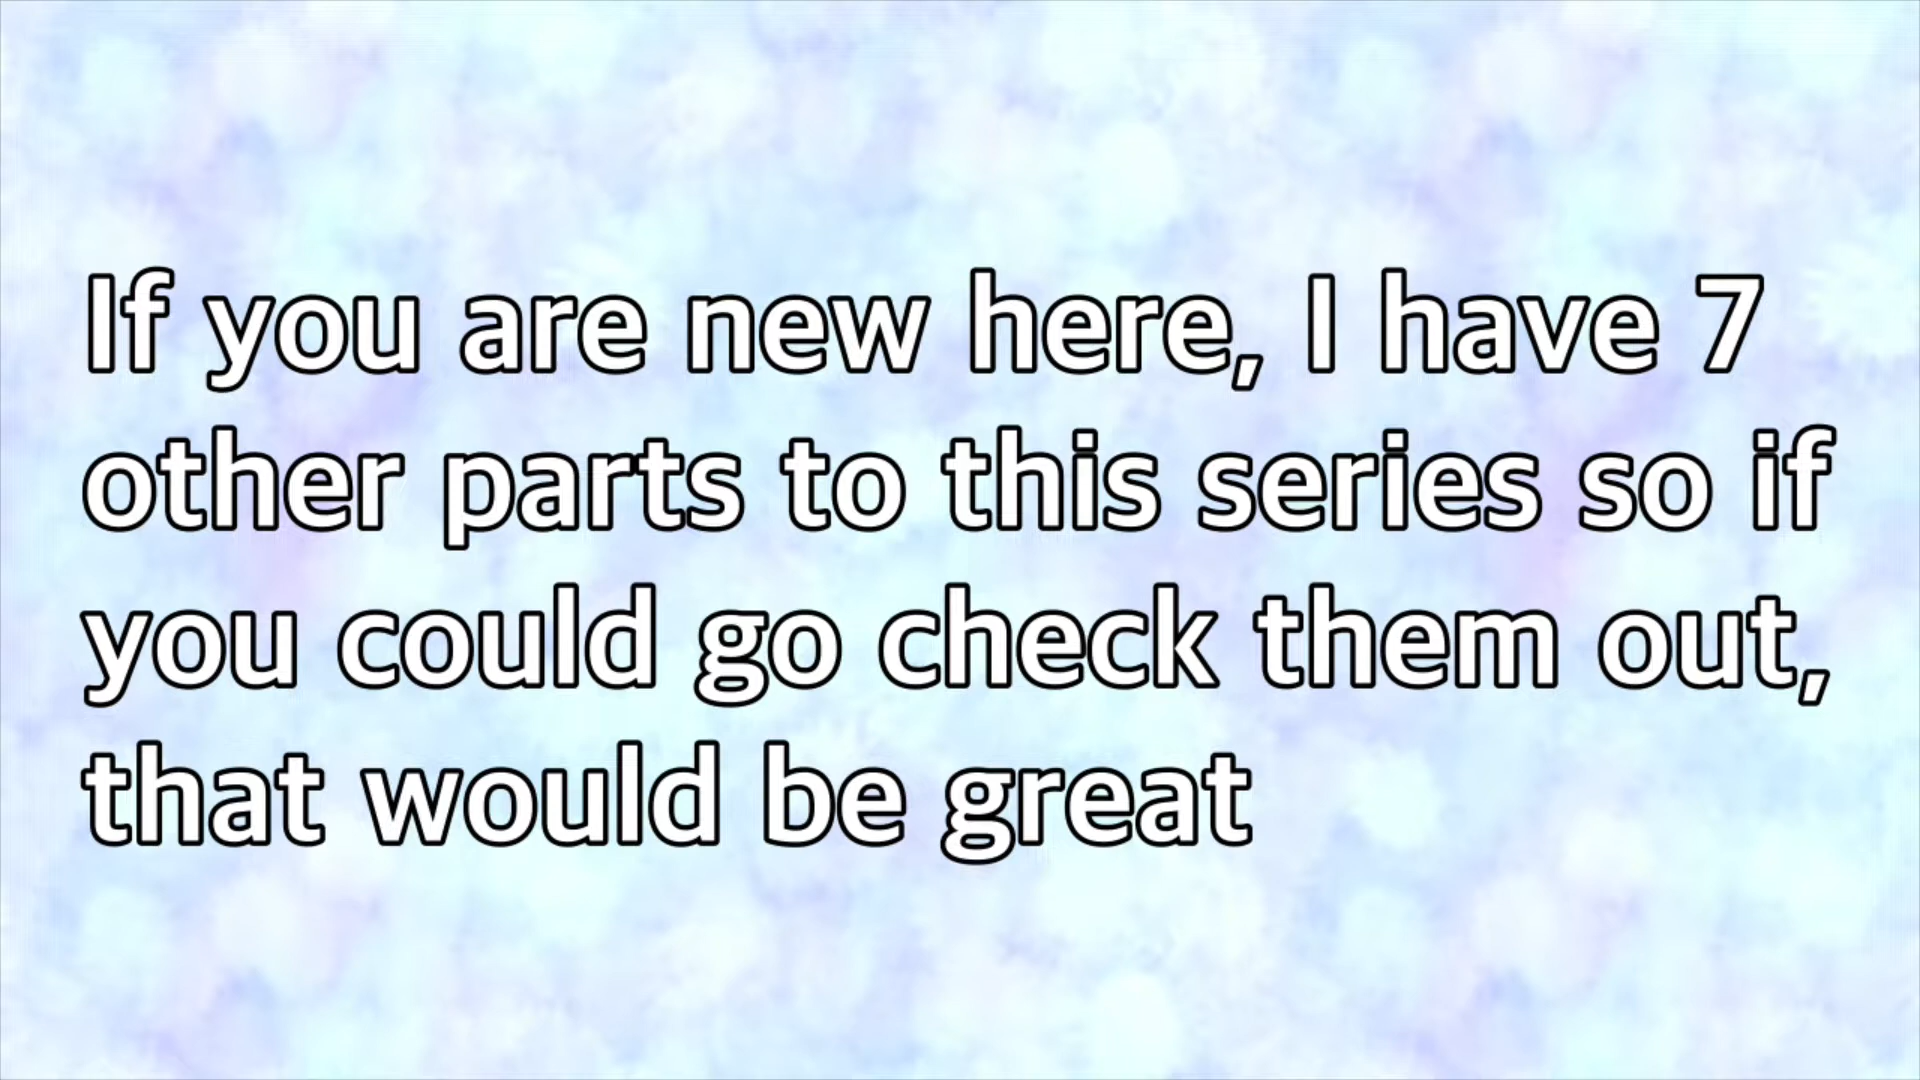 If you are new here, I have 7
other parts to this series so if
you could go check them out,
that would be great